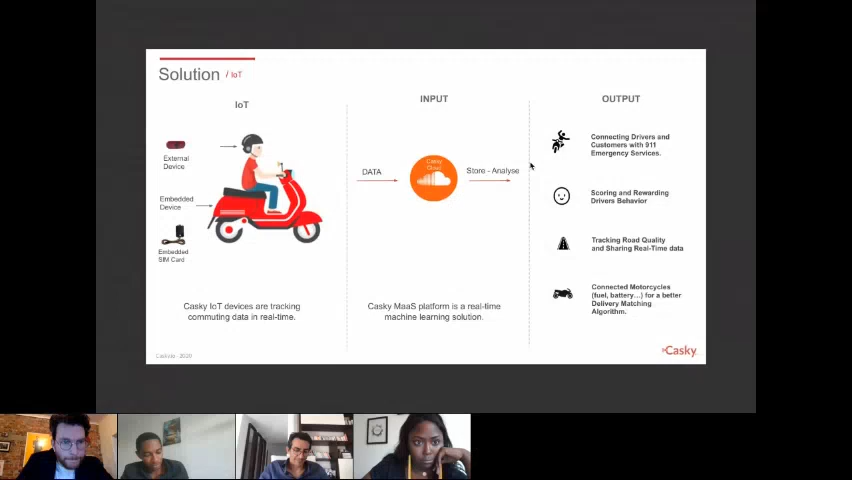 Solution / IoT
IoT
External
Device
Embedded
Device
Embedded
SIM Card
Casky IoT devices are tracking
commuting data in real-time.
INPUT
DATA
Casky
Cloud
Store - Analyse
Casky MaaS platform is a real-time
machine learning solution.
OUTPUT
Connecting Drivers and
Customers with 911
Emergency Services.
Scoring and Rewarding
Drivers Behavior
Tracking Road Quality
and Sharing Real-Time data
Connected Motorcycles
(fuel, battery...) for a better
Delivery Matching
Algorithm.
Casky